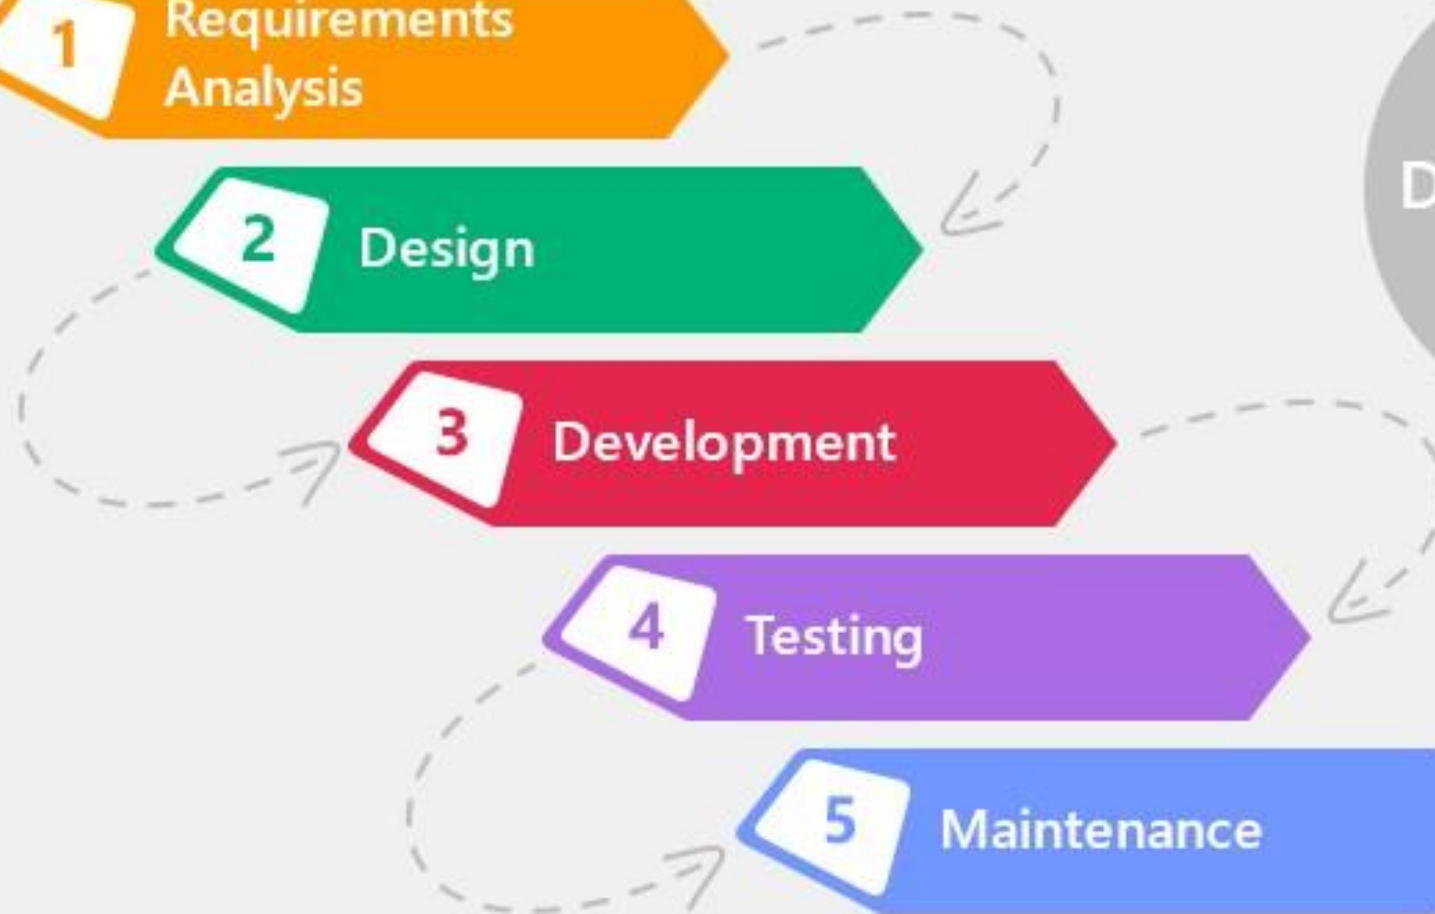 1
Requirements
Analysis
2
Design
3
Development
4
Testing
5
Maintenance